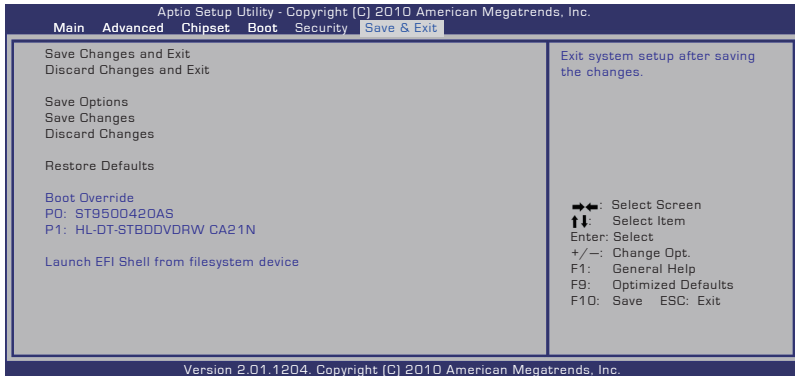 Aptio Setup Utility - Copyright (C) 2010 American Megatrends, Inc.
Main Advanced Chipset Boot Security Save & Exit
Save Changes and Exit
Discard Changes and Exit
Save Options
Save Changes
Discard Changes
Restore Defaults
Boot Override
P0: ST9500420AS
P1: HL-DT-STBDDVDRW CA21N
Launch EFI Shell from filesystem device
Exit system setup after saving
the changes.
→←: Select Screen
↑↓: Select Item
Enter: Select
+/—: Change Opt.
F1: General Help
F9: Optimized Defaults
F10: Save ESC: Exit
Version 2.01.1204. Copyright (C) 2010 American Megatrends, Inc.